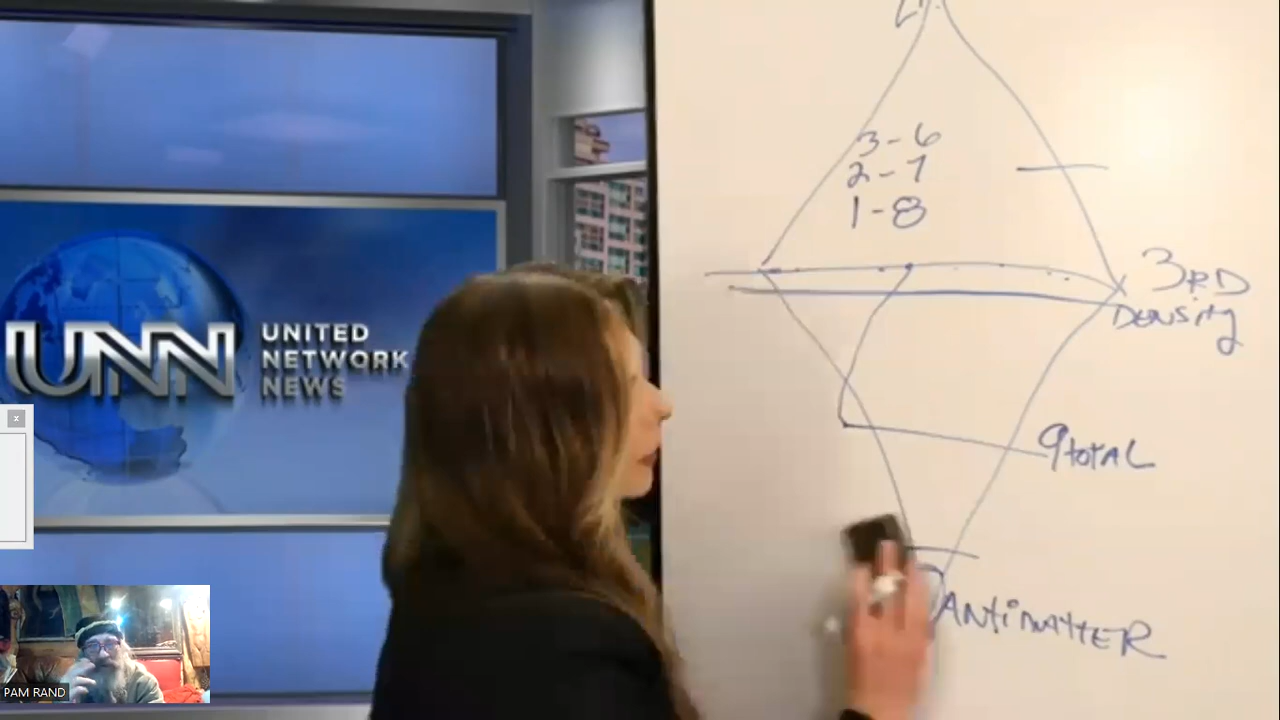 UNN
UNITED
NETWORK
NEWS
x
PAM RAND
3-6
2-7
1-8
3RD
DENSITY
9 TOTAL
ANTIMATTER